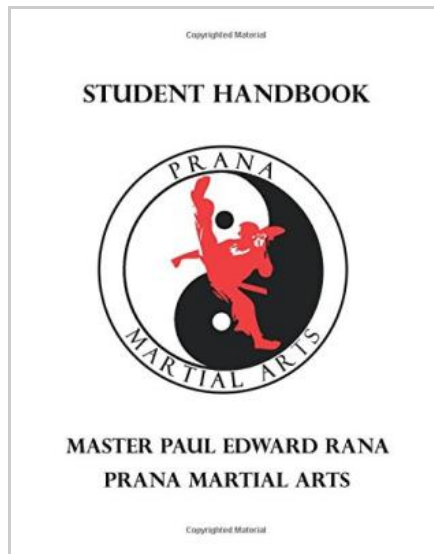 Copyrighted Material
STUDENT HANDBOOK
PRANA
MARTIAL ARTS
MASTER PAUL EDWARD RANA
PRANA MARTIAL ARTS
Copyrighted Material